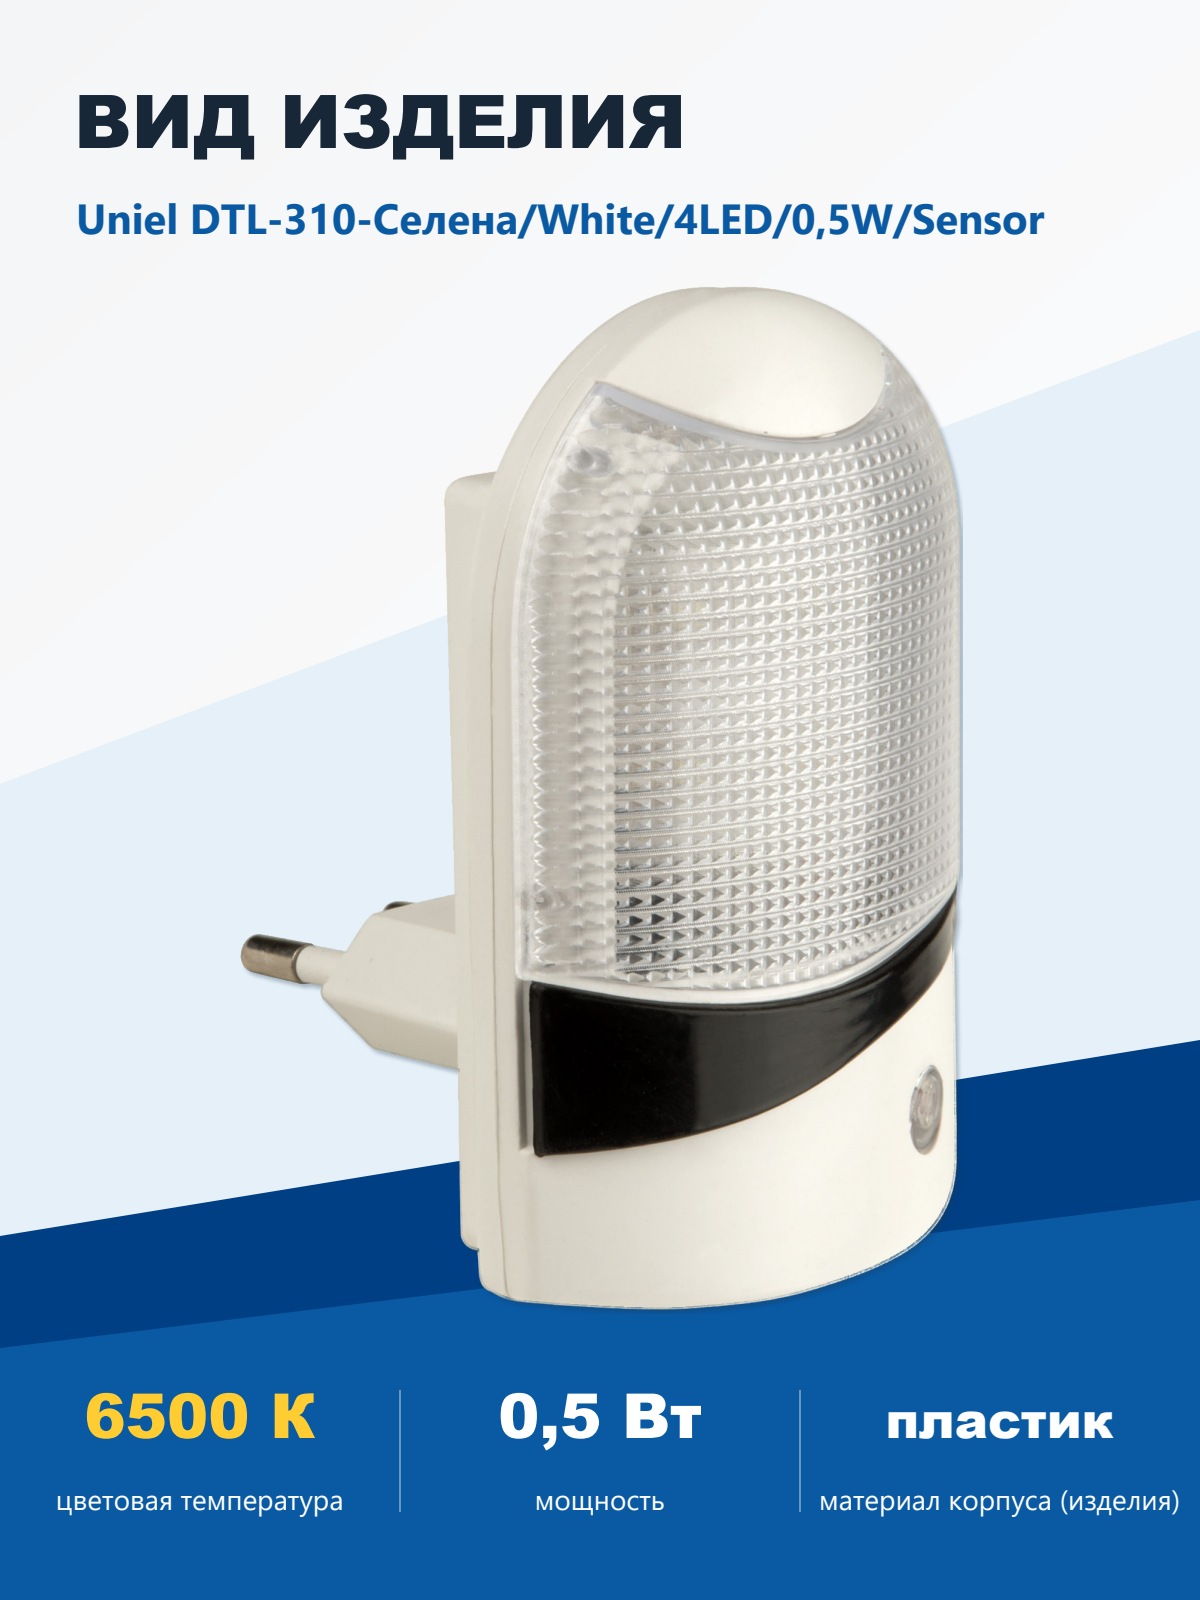 ВИД ИЗДЕЛИЯ
Uniel DTL-310-Селена/White/4LED/0,5W/Sensor
6500 К
0,5 Вт
пластик
цветовая температура
мощность
материал корпуса (изделия)